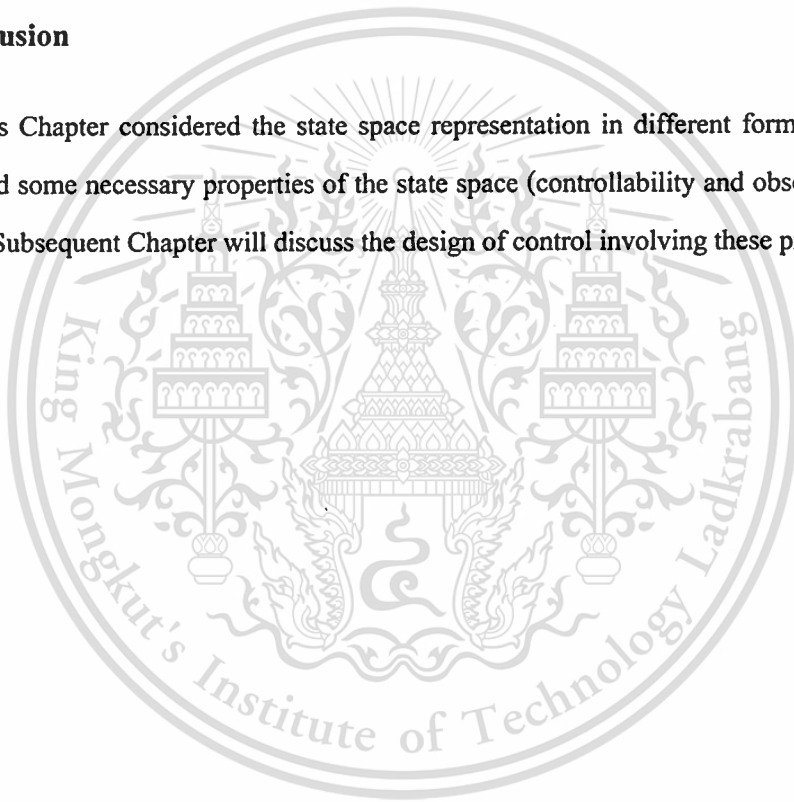 usion
s Chapter considered the state space representation in different form
d some necessary properties of the state space (controllability and obse
Subsequent Chapter will discuss the design of control involving these p
King Mongkut's Institute of Technology Ladkrabang